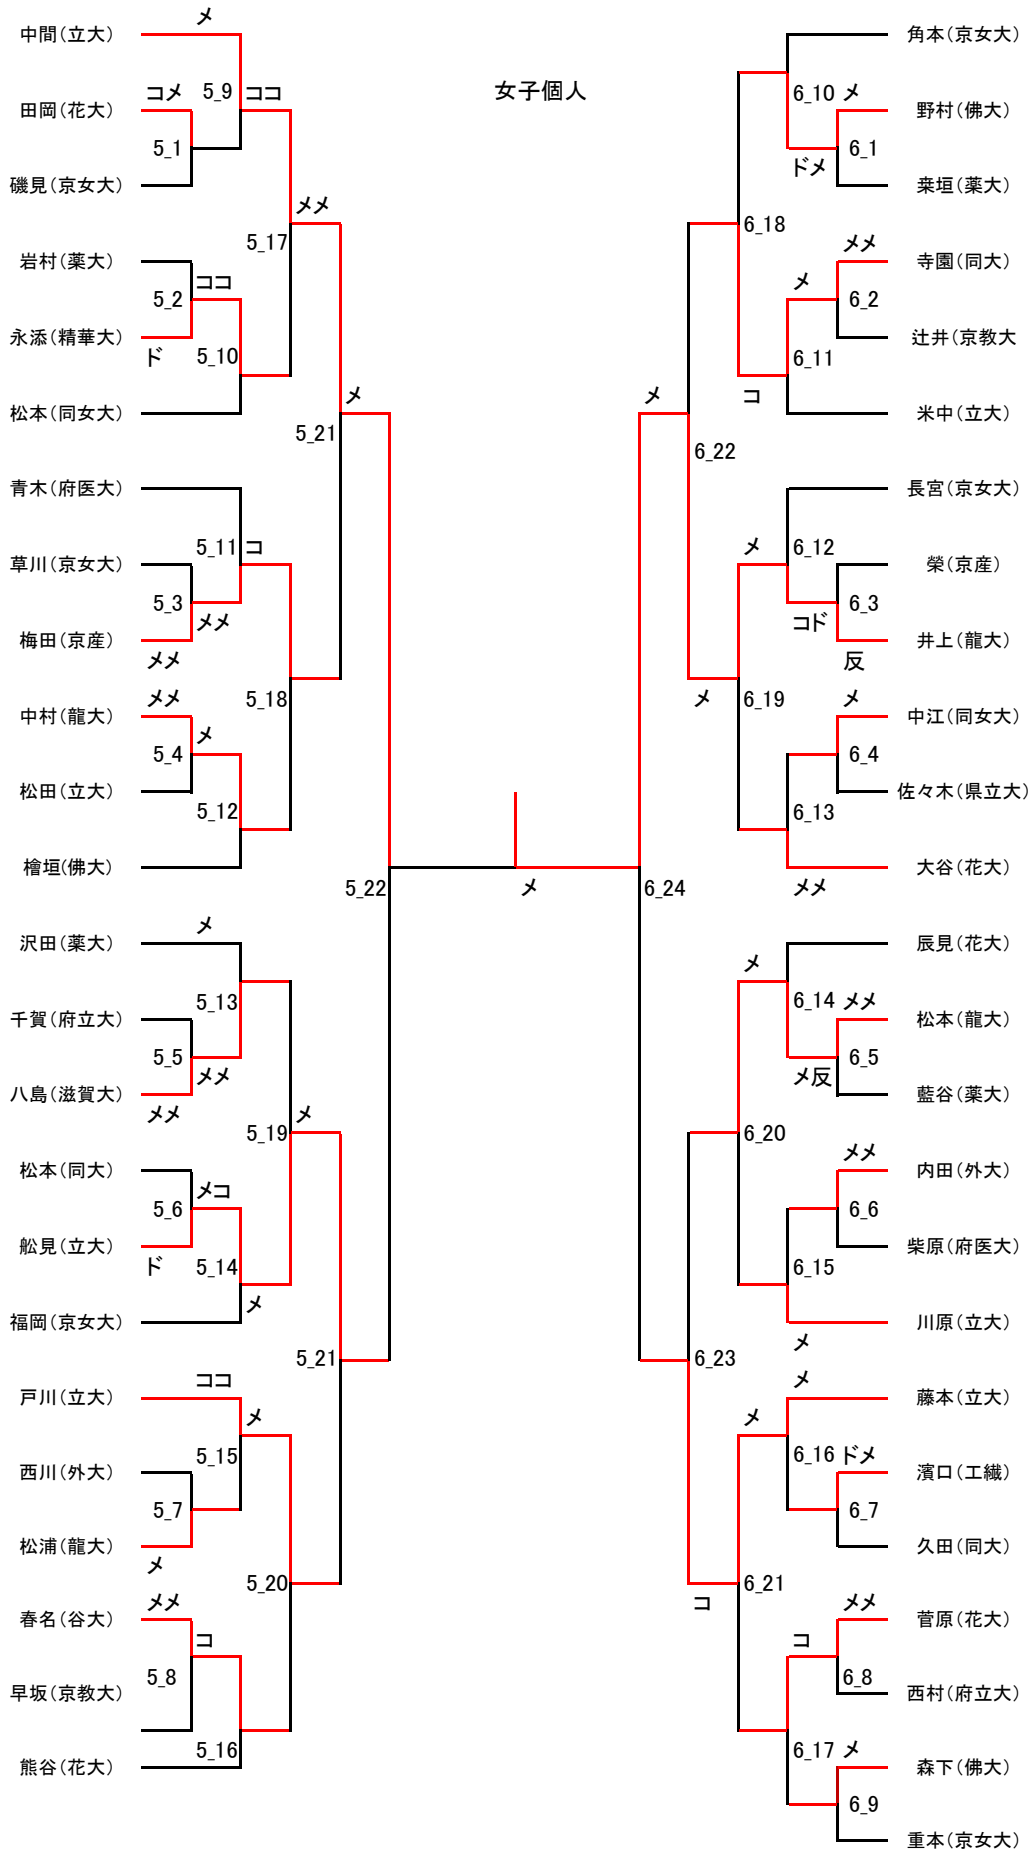 女子個人
メ
中間(立大)
5_9
ココ
コメ
田岡(花大)
5_1
磯見(京女大)
メメ
5_17
岩村(薬大)
ココ
5_2
永添(精華大)
ド
5_10
松本(同女大)
メ
5_21
青木(府医大)
5_11
コ
草川(京女大)
5_3
メメ
梅田(京産)
メメ
5_18
メメ
中村(龍大)
メ
5_4
松田(立大)
5_12
檜垣(佛大)
5_22
メ
メ
沢田(薬大)
5_13
千賀(府立大)
5_5
メメ
八島(滋賀大)
メメ
5_19
メ
松本(同大)
メコ
5_6
舩見(立大)
ド
5_14
メ
福岡(京女大)
5_21
ココ
戸川(立大)
メ
5_15
西川(外大)
5_7
松浦(龍大)
メ
5_20
メメ
春名(谷大)
コ
5_8
早坂(京教大)
5_16
熊谷(花大)
角本(京女大)
6_10
メ
野村(佛大)
6_1
ドメ
桒垣(薬大)
6_18
メメ
寺園(同大)
メ
6_2
辻井(京教大
6_11
コ
米中(立大)
メ
6_22
長宮(京女大)
メ
6_12
榮(京産)
6_3
コド
井上(龍大)
反
メ
6_19
メ
中江(同女大)
6_4
佐々木(県立大)
6_13
大谷(花大)
メメ
6_24
辰見(花大)
メ
6_14
メメ
松本(龍大)
6_5
メ反
藍谷(薬大)
6_20
メメ
内田(外大)
6_6
柴原(府医大)
6_15
川原(立大)
メ
6_23
メ
藤本(立大)
メ
6_16
ドメ
濱口(工繊)
6_7
久田(同大)
6_21
コ
メメ
菅原(花大)
コ
6_8
西村(府立大)
6_17
メ
森下(佛大)
6_9
重本(京女大)